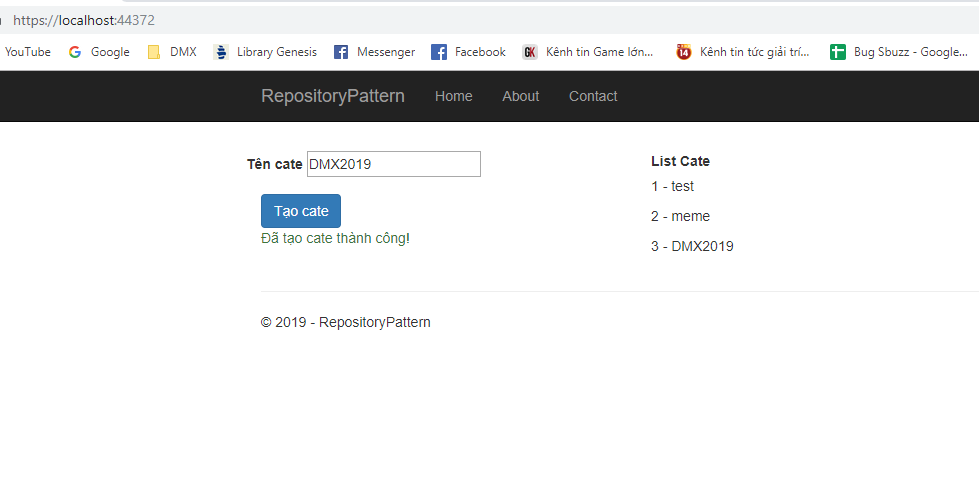 https://localhost:44372
YouTube Google DMX Library Genesis Messenger Facebook Kênh tin Game lớn... Kênh tin tức giải trí... Bug Sbuzz - Google...
RepositoryPattern Home About Contact
Tên cate DMX2019
Tạo cate
Đã tạo cate thành công!
List Cate
1 - test
2 - meme
3 - DMX2019
© 2019 - RepositoryPattern